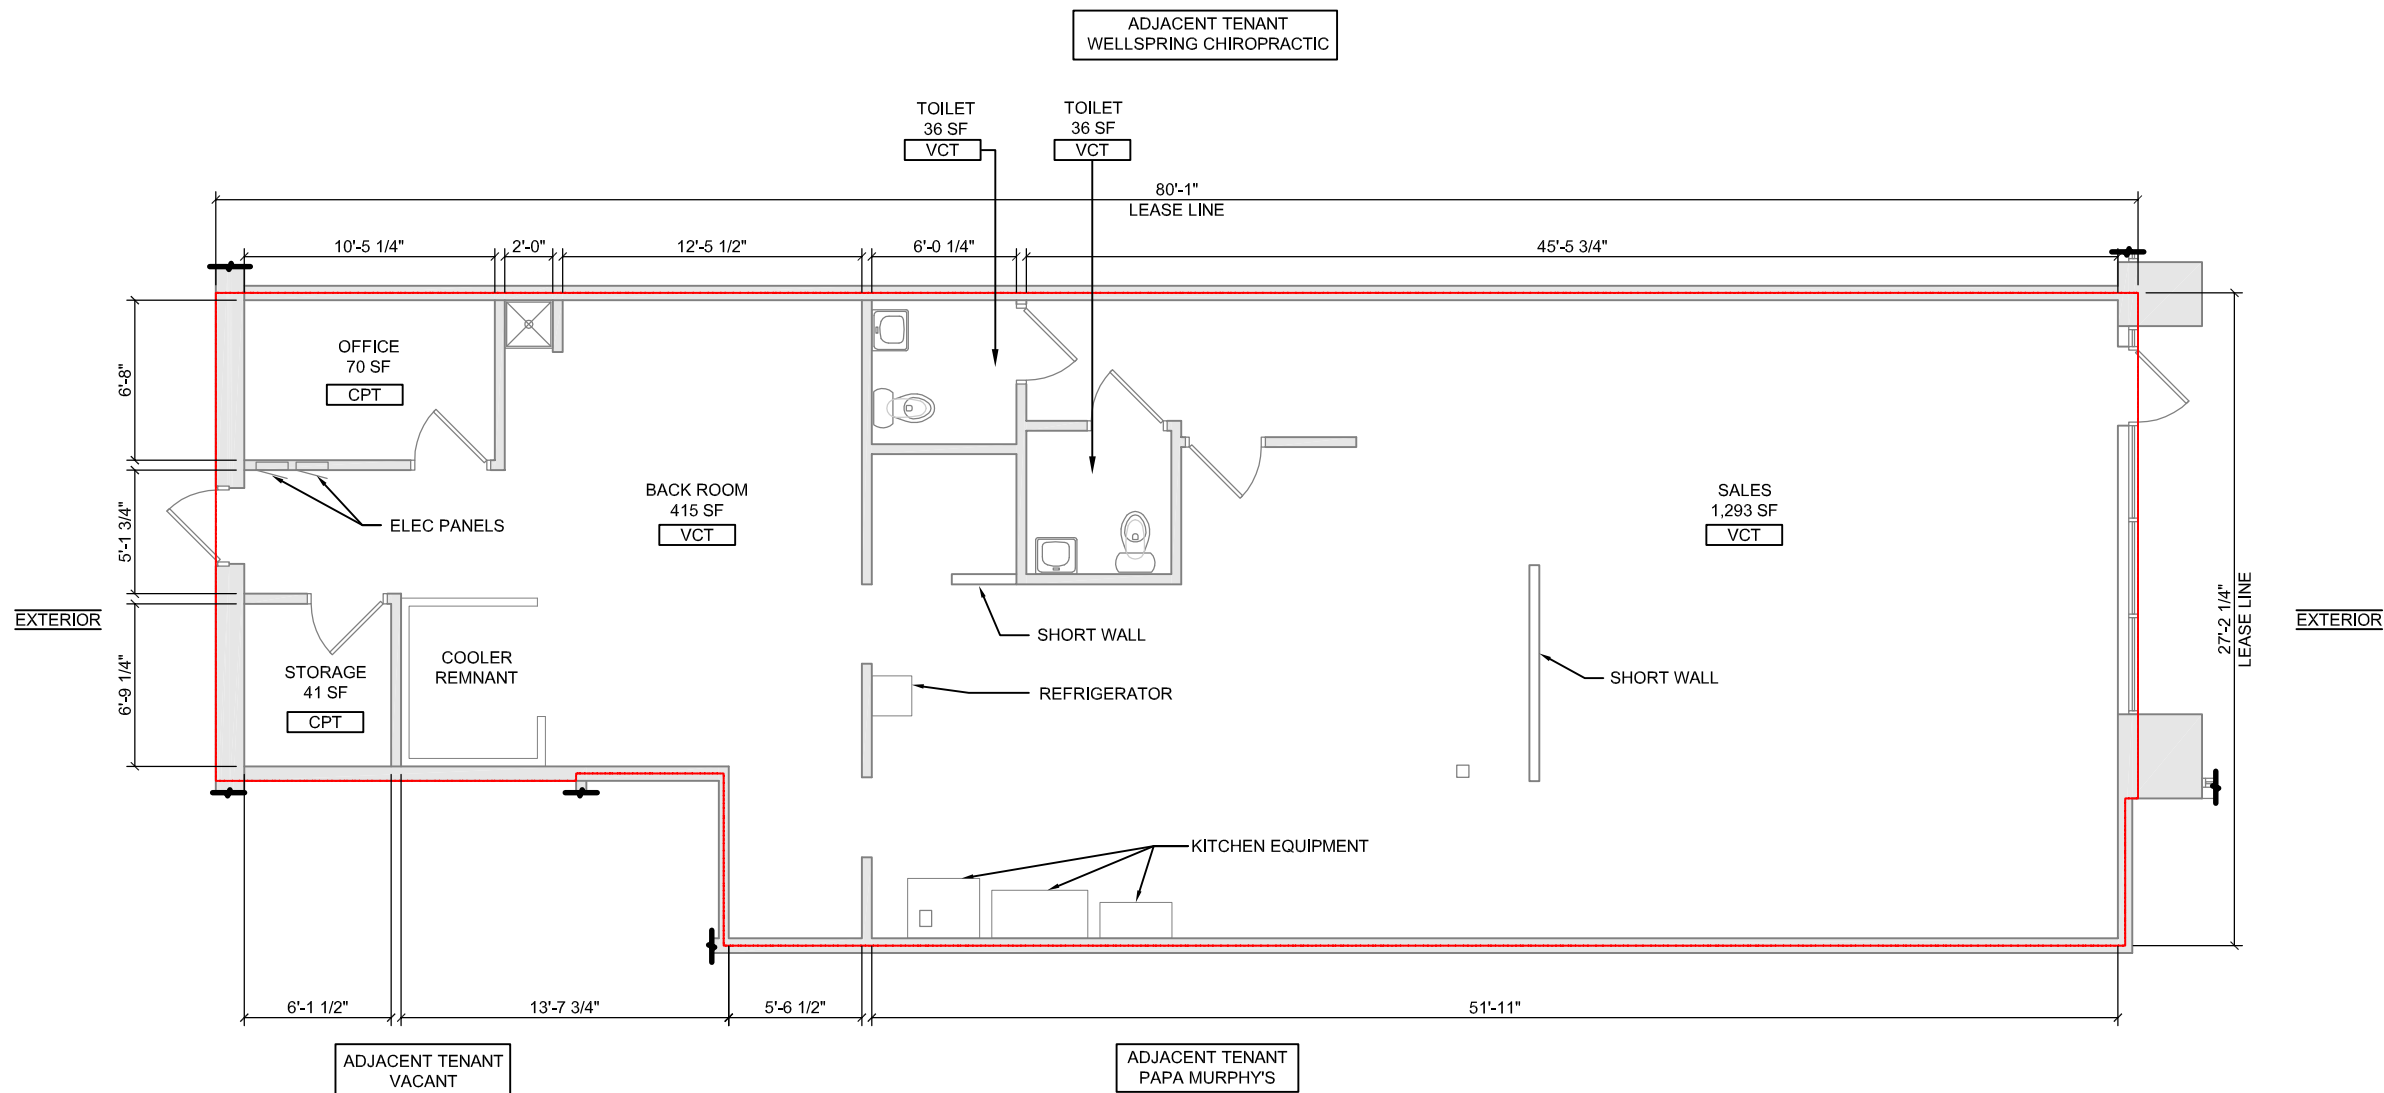 ADJACENT TENANT
WELLSPRING CHIROPRACTIC
TOILET
36 SF
VCT
TOILET
36 SF
VCT
80'-1"
LEASE LINE
10'-5 1/4"
2'-0"
12'-5 1/2"
6'-0 1/4"
45'-5 3/4"
6'-8"
OFFICE
70 SF
CPT
5'-1 3/4"
ELEC PANELS
BACK ROOM
415 SF
VCT
SALES
1,293 SF
VCT
EXTERIOR
6'-9 1/4"
STORAGE
41 SF
CPT
COOLER
REMNANT
SHORT WALL
REFRIGERATOR
SHORT WALL
27'-2 1/4"
LEASE LINE
EXTERIOR
KITCHEN EQUIPMENT
6'-1 1/2"
13'-7 3/4"
5'-6 1/2"
51'-11"
ADJACENT TENANT
VACANT
ADJACENT TENANT
PAPA MURPHY'S